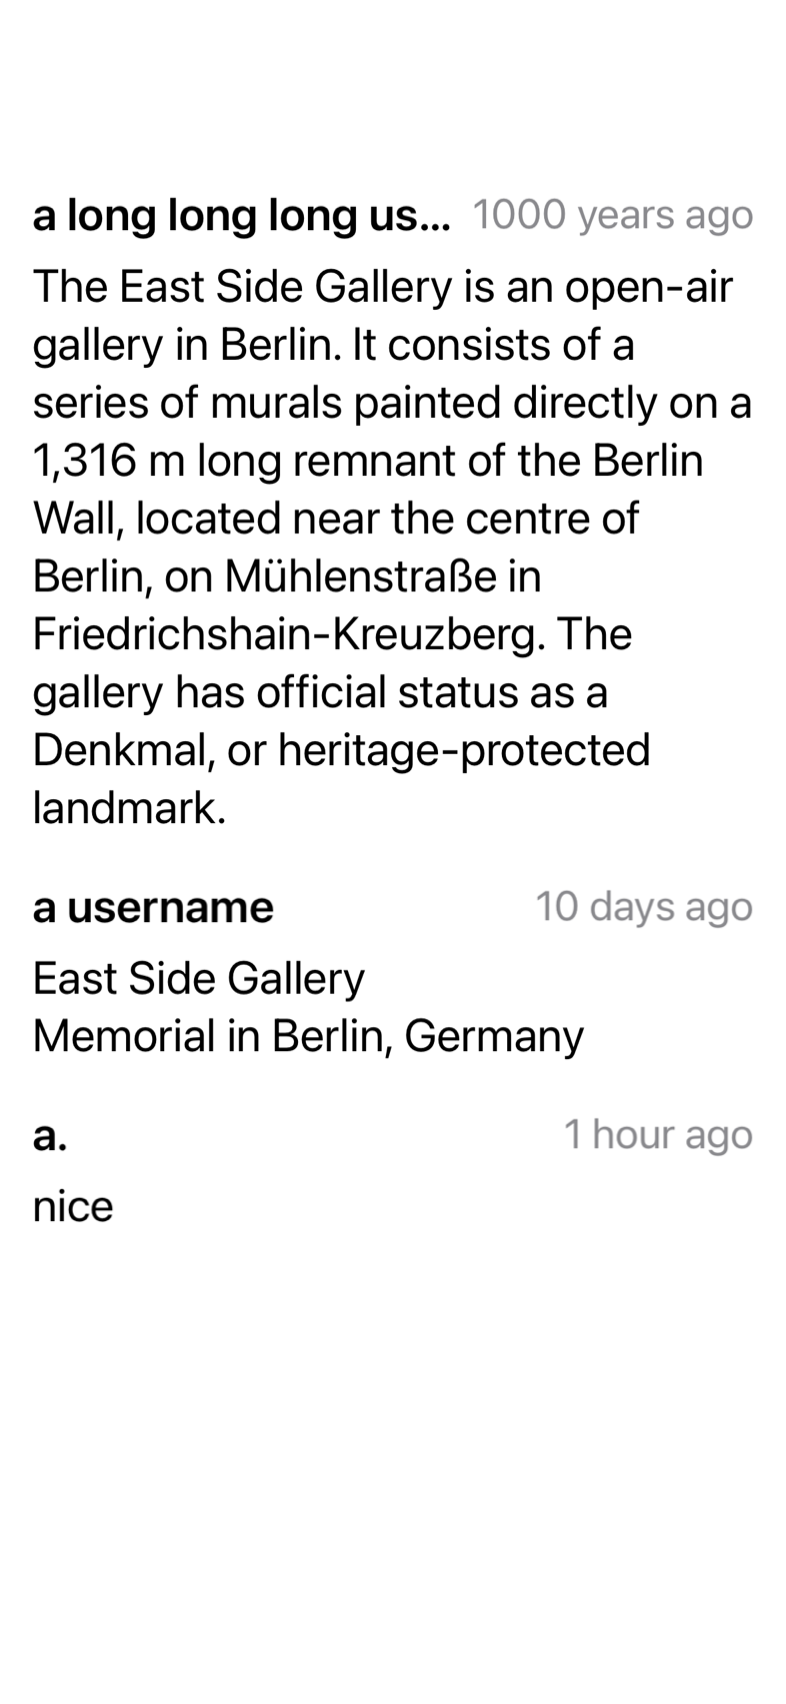 a long long long us... 1000 years ago
The East Side Gallery is an open-air
gallery in Berlin. It consists of a
series of murals painted directly on a
1,316 m long remnant of the Berlin
Wall, located near the centre of
Berlin, on Mühlenstraße in
Friedrichshain-Kreuzberg. The
gallery has official status as a
Denkmal, or heritage-protected
landmark.
a username 10 days ago
East Side Gallery
Memorial in Berlin, Germany
a. 1 hour ago
nice